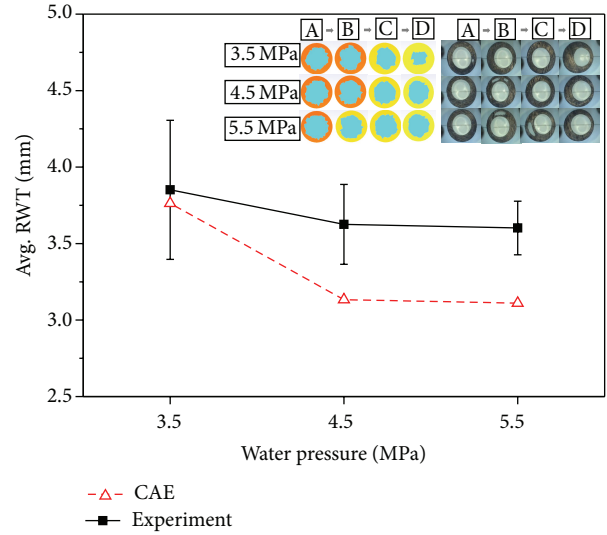 5.0
4.5
4.0
3.5
3.0
2.5
Avg. RWT (mm)
A B C D
A B C D
3.5 MPa
4.5 MPa
5.5 MPa
3.5 4.5 5.5
Water pressure (MPa)
CAE
Experiment